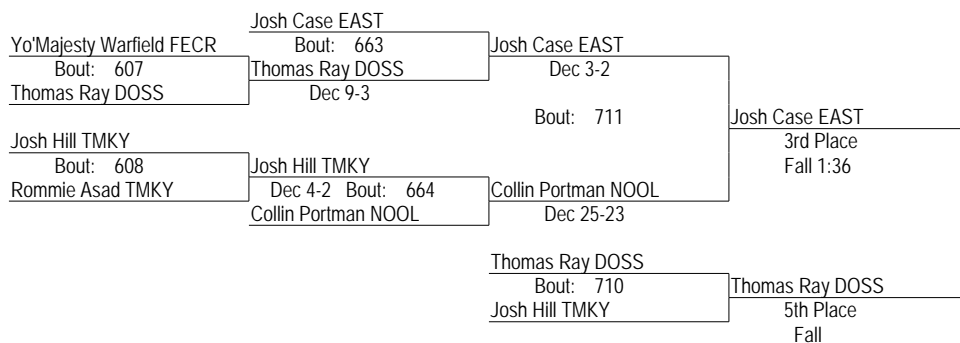 Josh Case EAST
Yo'Majesty Warfield FECR
Bout: 663
Josh Case EAST
Bout: 607
Thomas Ray DOSS
Dec 3-2
Thomas Ray DOSS
Dec 9-3
Bout: 711
Josh Case EAST
Josh Hill TMKY
3rd Place
Bout: 608
Josh Hill TMKY
Fall 1:36
Rommie Asad TMKY
Dec 4-2 Bout: 664
Collin Portman NOOL
Collin Portman NOOL
Dec 25-23
Thomas Ray DOSS
Bout: 710
Thomas Ray DOSS
Josh Hill TMKY
5th Place
Fall